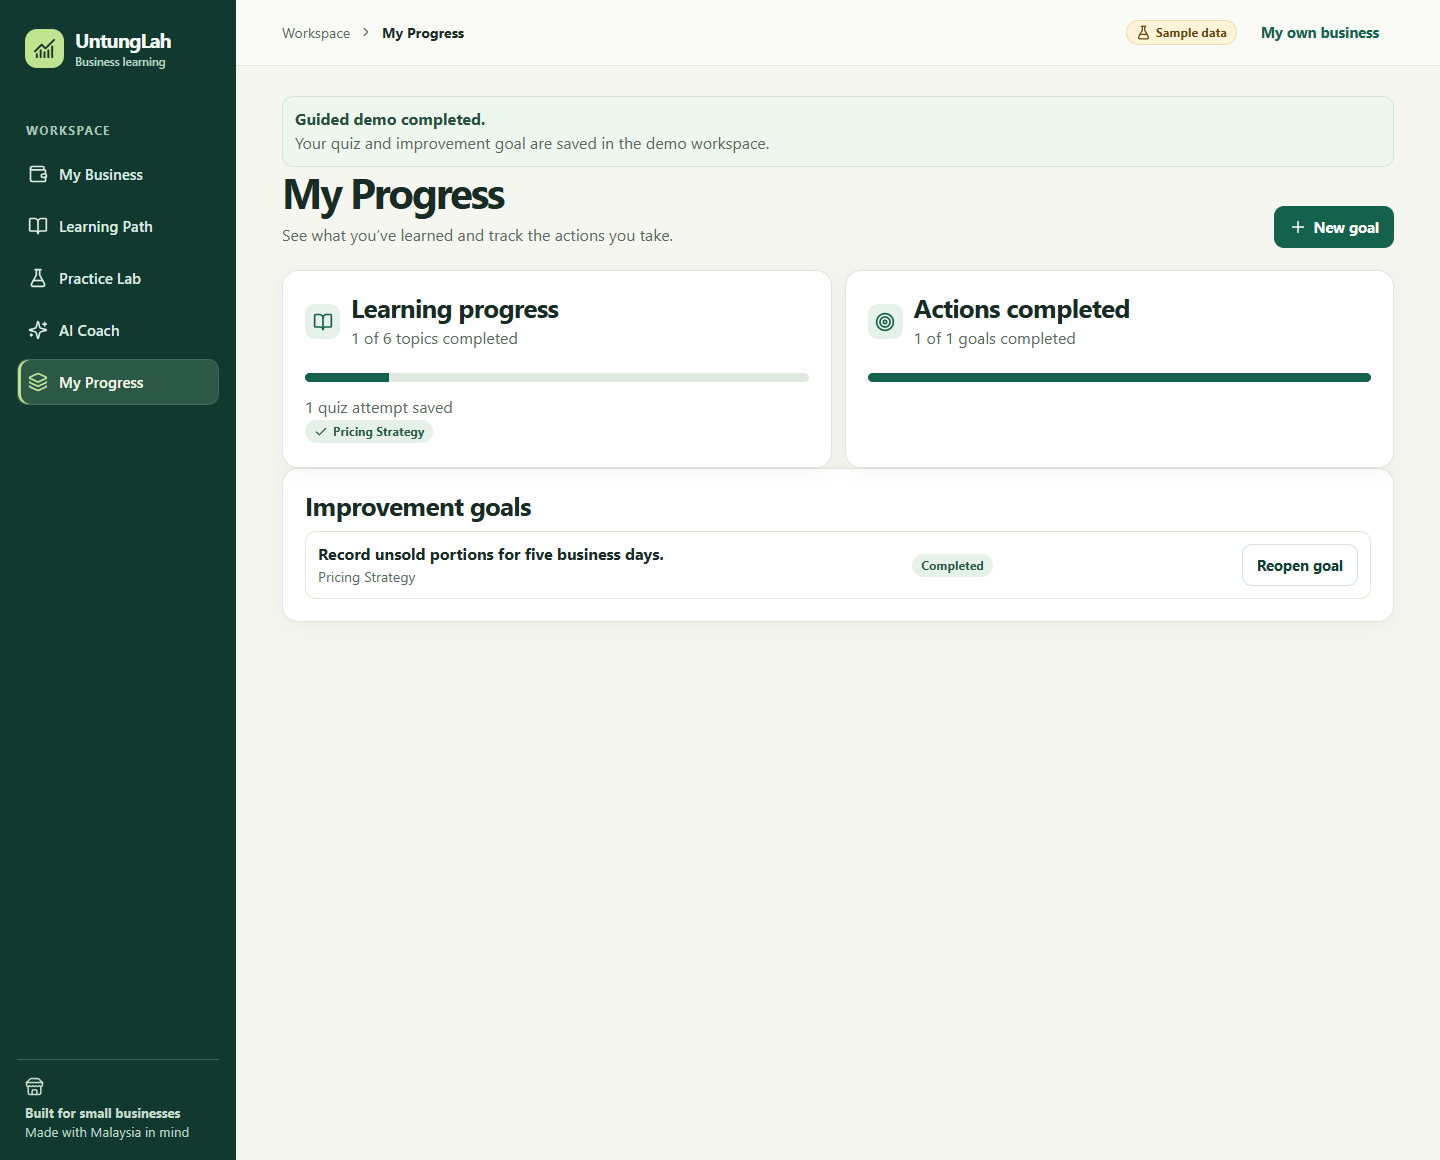 UntungLah
Business learning
WORKSPACE
My Business
Learning Path
Practice Lab
AI Coach
My Progress
Built for small businesses
Made with Malaysia in mind
Workspace > My Progress
Sample data
My own business
Guided demo completed.
Your quiz and improvement goal are saved in the demo workspace.
My Progress
See what you’ve learned and track the actions you take.
+ New goal
Learning progress
1 of 6 topics completed
1 quiz attempt saved
Pricing Strategy
Actions completed
1 of 1 goals completed
Improvement goals
Record unsold portions for five business days.
Pricing Strategy
Completed
Reopen goal